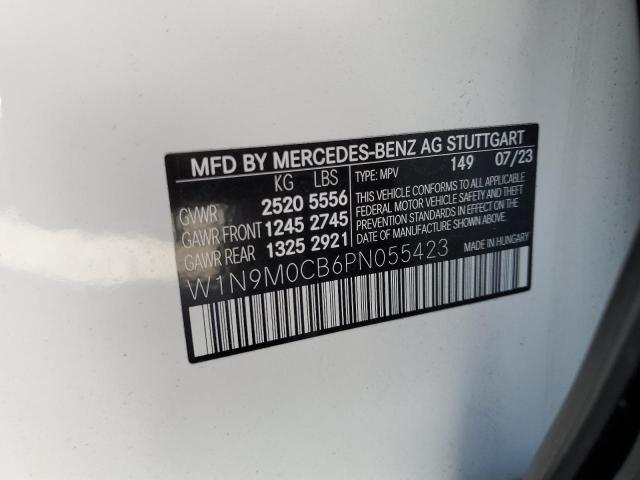 MFD BY MERCEDES-BENZ AG STUTTGART
KG LBS
GVWR 2520 5556
GAWR FRONT 1245 2745
GAWR REAR 1325 2921
TYPE: MPV 149 07/23
THIS VEHICLE CONFORMS TO ALL APPLICABLE
FEDERAL MOTOR VEHICLE SAFETY AND THEFT
PREVENTION STANDARDS IN EFFECT ON THE DATE
OF MANUFACTURE SHOWN ABOVE.
W1N9M0CB6PN055423
MADE IN HUNGARY